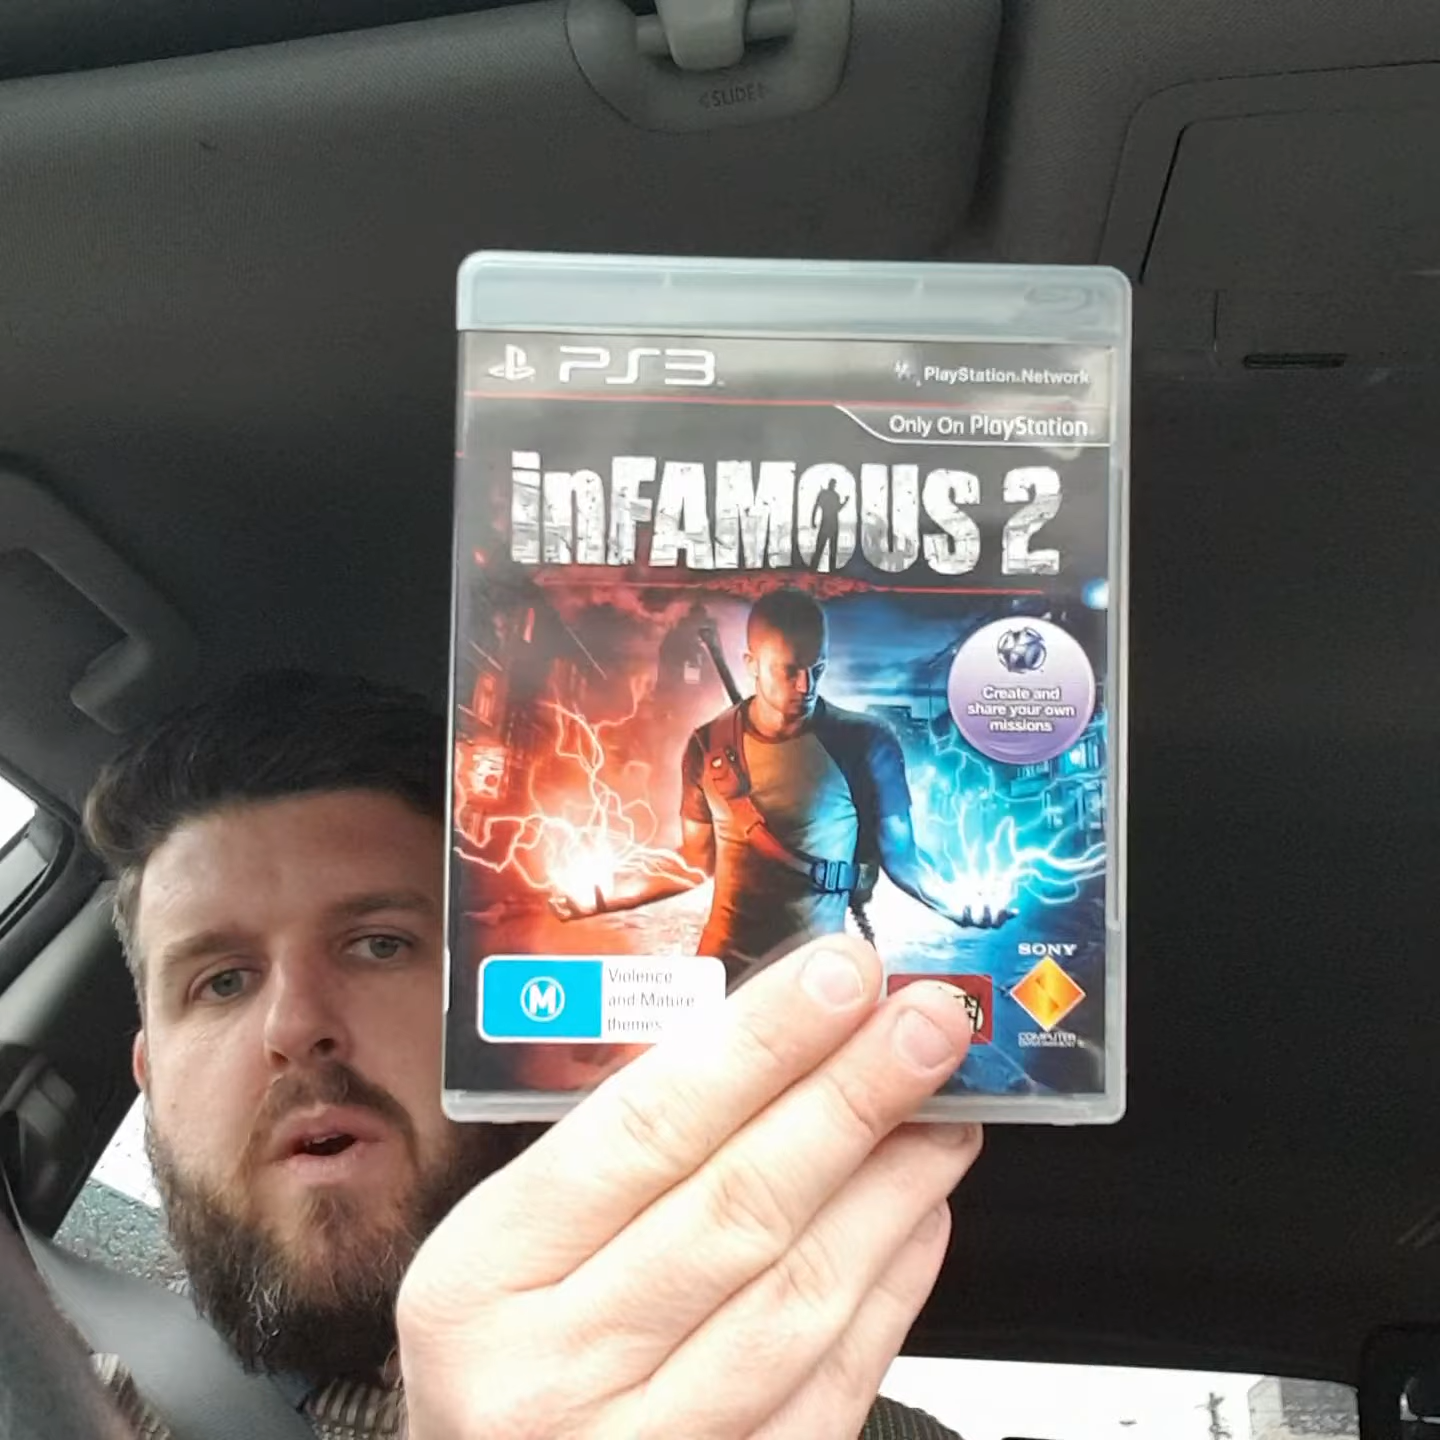 SLIDE
PS3
PlayStation Network
Only On PlayStation
inFAMOUS 2
Create and
share your own
missions
M
Violence
and Mature
themes
SONY
COMPUTER